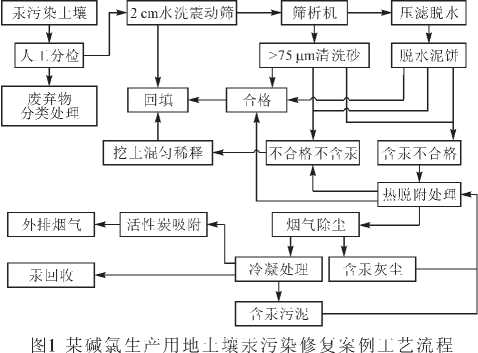 汞污染土壤
2 cm水洗震动筛
筛析机
压滤脱水
人工分检
>75 μm清洗砂
脱水泥饼
废弃物
分类处理
回填
合格
挖土混匀稀释
不合格不含汞
含汞不合格
热脱附处理
外排烟气
活性炭吸附
烟气除尘
汞回收
冷凝处理
含汞灰尘
含汞污泥
图1 某碱氯生产用地土壤汞污染修复案例工艺流程